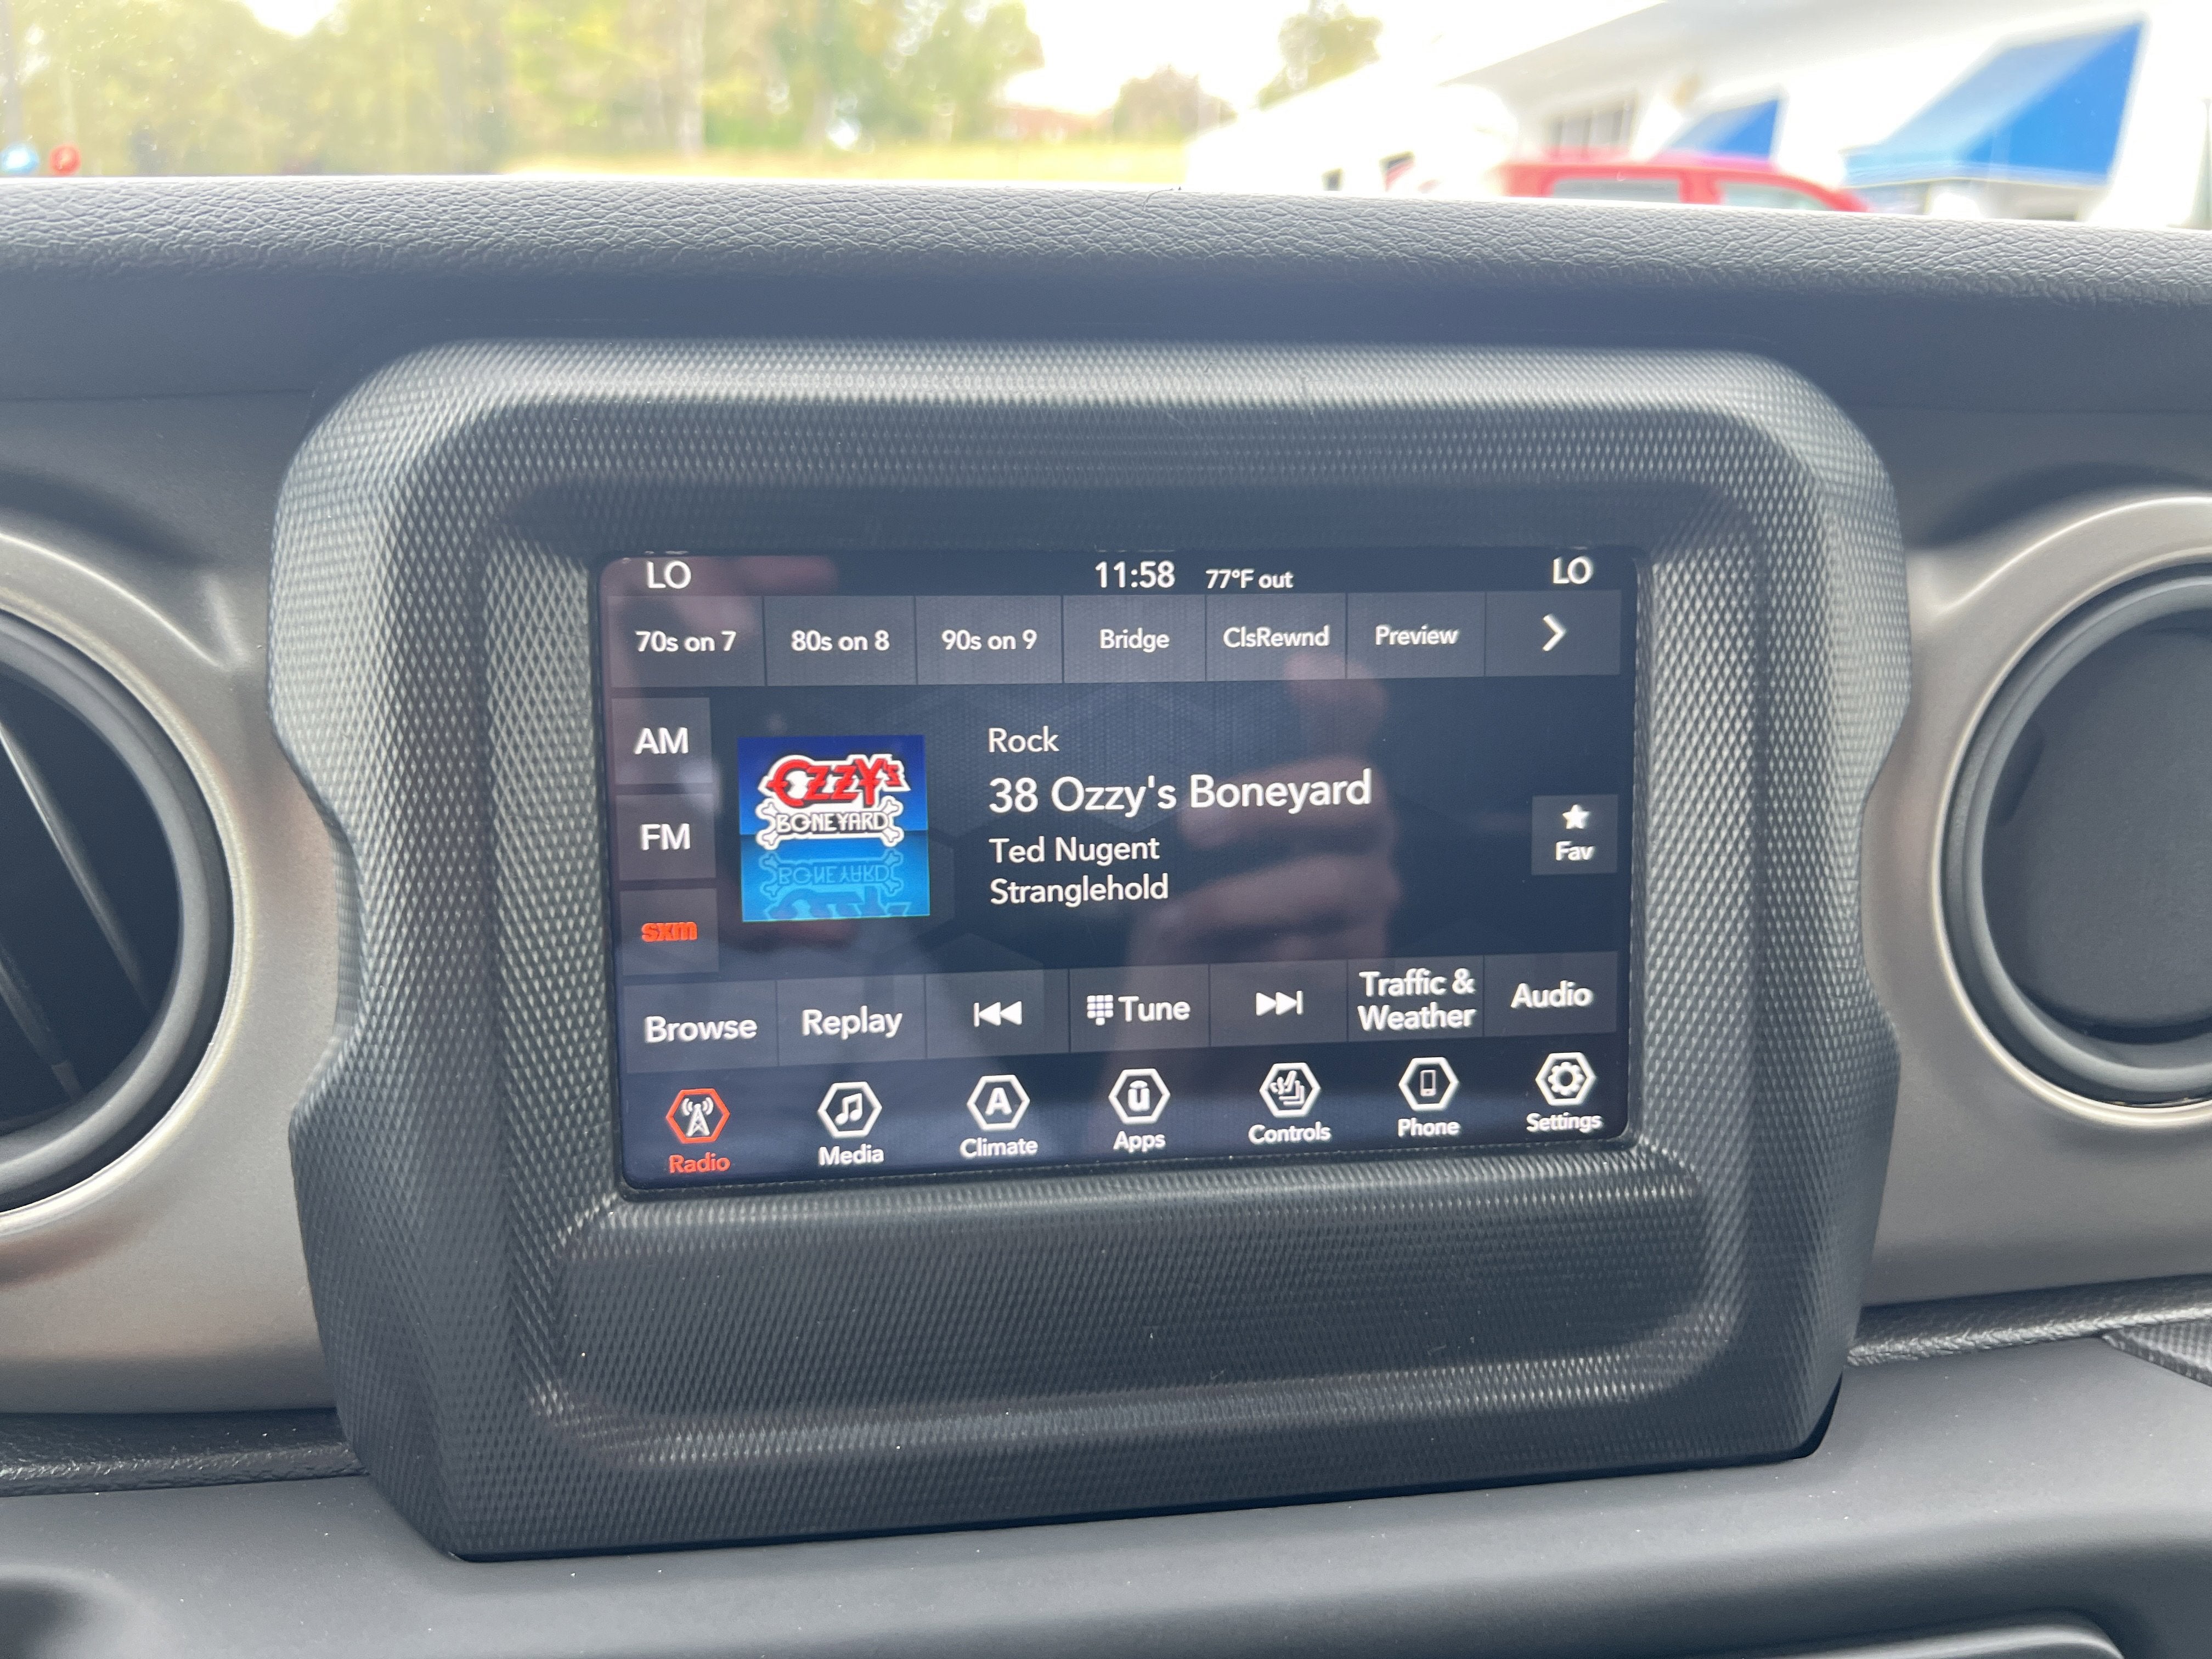 LO 11:58 77°F out LO
70s on 7 80s on 8 90s on 9 Bridge ClsRewnd Preview
AM
FM
sxm
OZZY'S
BONEYARD
Rock
38 Ozzy's Boneyard
Ted Nugent
Stranglehold
Fav
Browse Replay Tune Traffic & Weather Audio
Radio Media A Climate ū Apps Controls Phone Settings